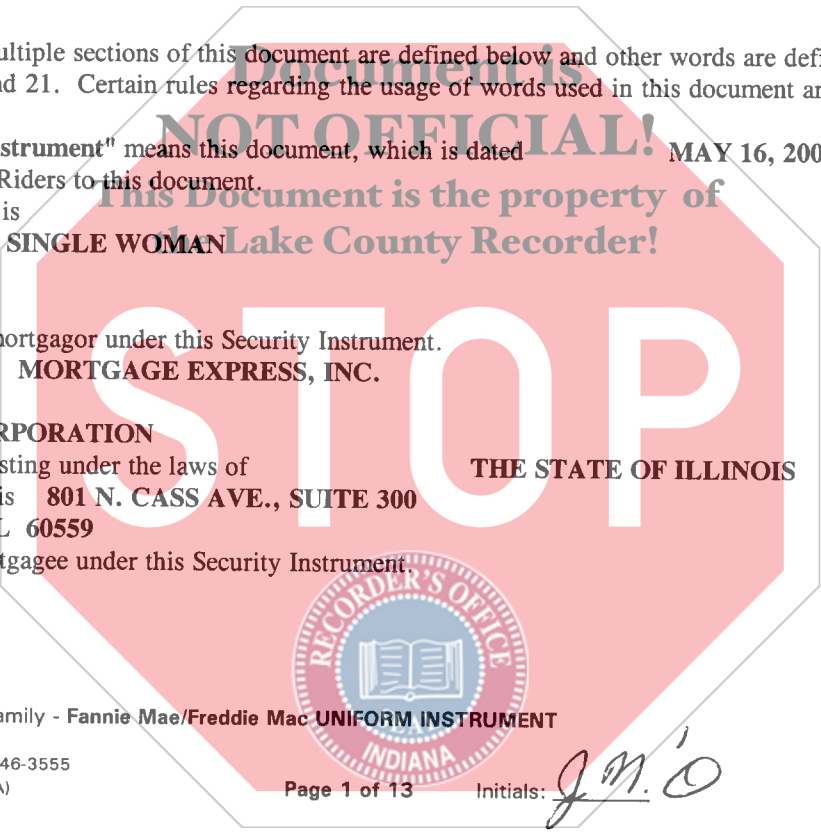 ultiple sections of this document are defined below and other words are defi
nd 21. Certain rules regarding the usage of words used in this document ar
Document is
NOT OFFICIAL!
This Document is the property of
the Lake County Recorder!
STOP
strument" means this document, which is dated MAY 16, 200
Riders to this document.
is
SINGLE WOMAN
nortgagor under this Security Instrument.
MORTGAGE EXPRESS, INC.
RPORATION
sting under the laws of THE STATE OF ILLINOIS
is 801 N. CASS AVE., SUITE 300
L 60559
tgagee under this Security Instrument.
RECORDER'S OFFICE
SEAL
INDIANA
amily - Fannie Mae/Freddie Mac UNIFORM INSTRUMENT
46-3555
A)
Page 1 of 13 Initials: J M. O